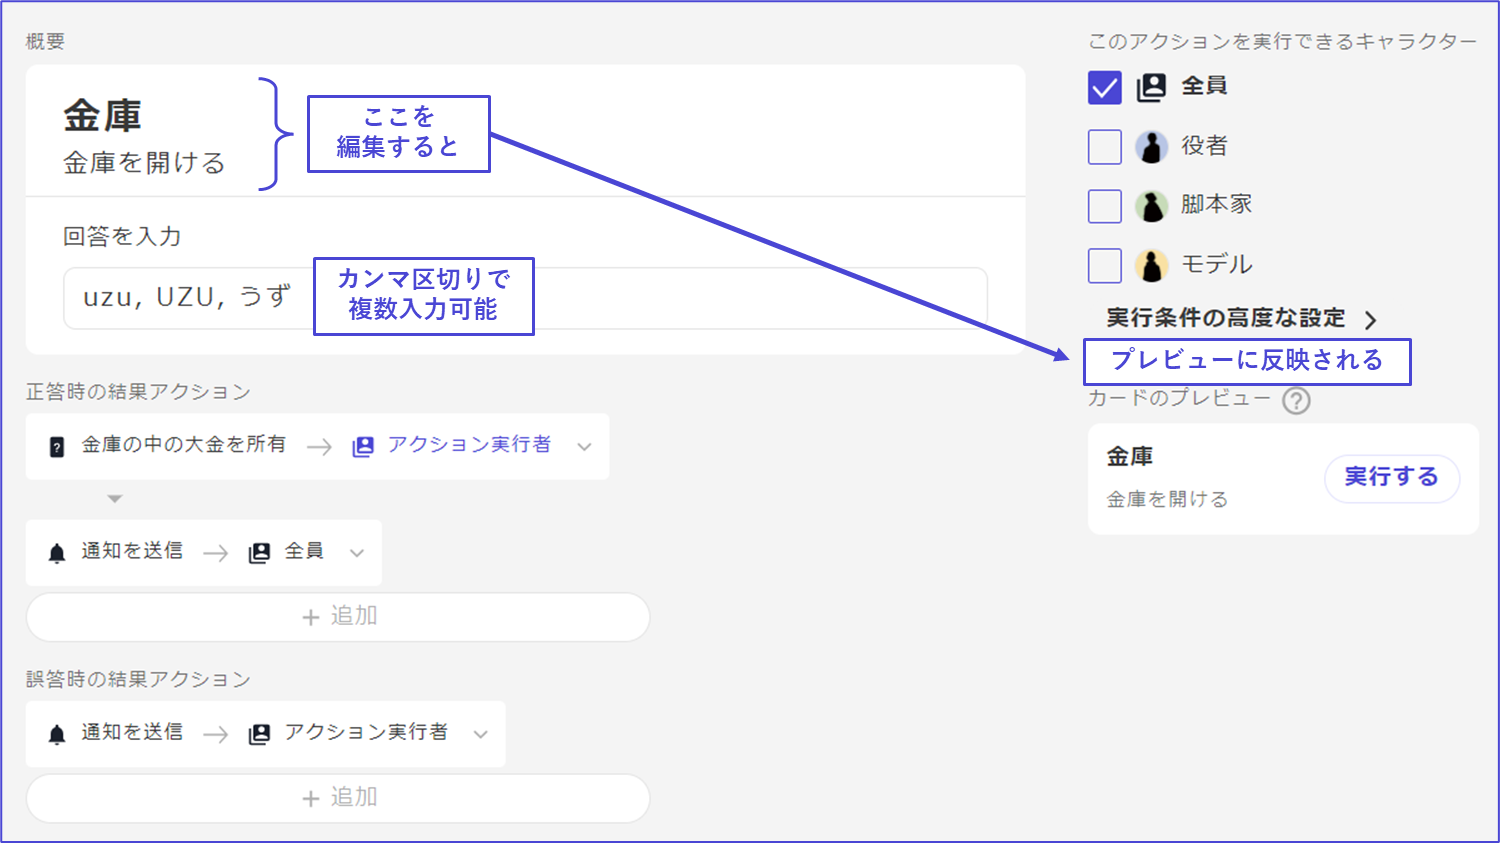 概要
金庫
金庫を開ける
ここを
編集すると
回答を入力
uzu, UZU, うず
カンマ区切りで
複数入力可能
正答時の結果アクション
金庫の中の大金を所有 → アクション実行者
通知を送信 → 全員
+ 追加
誤答時の結果アクション
通知を送信 → アクション実行者
+ 追加
このアクションを実行できるキャラクター
全員
役者
脚本家
モデル
実行条件の高度な設定 >
プレビューに反映される
カードのプレビュー ?
金庫
金庫を開ける
実行する